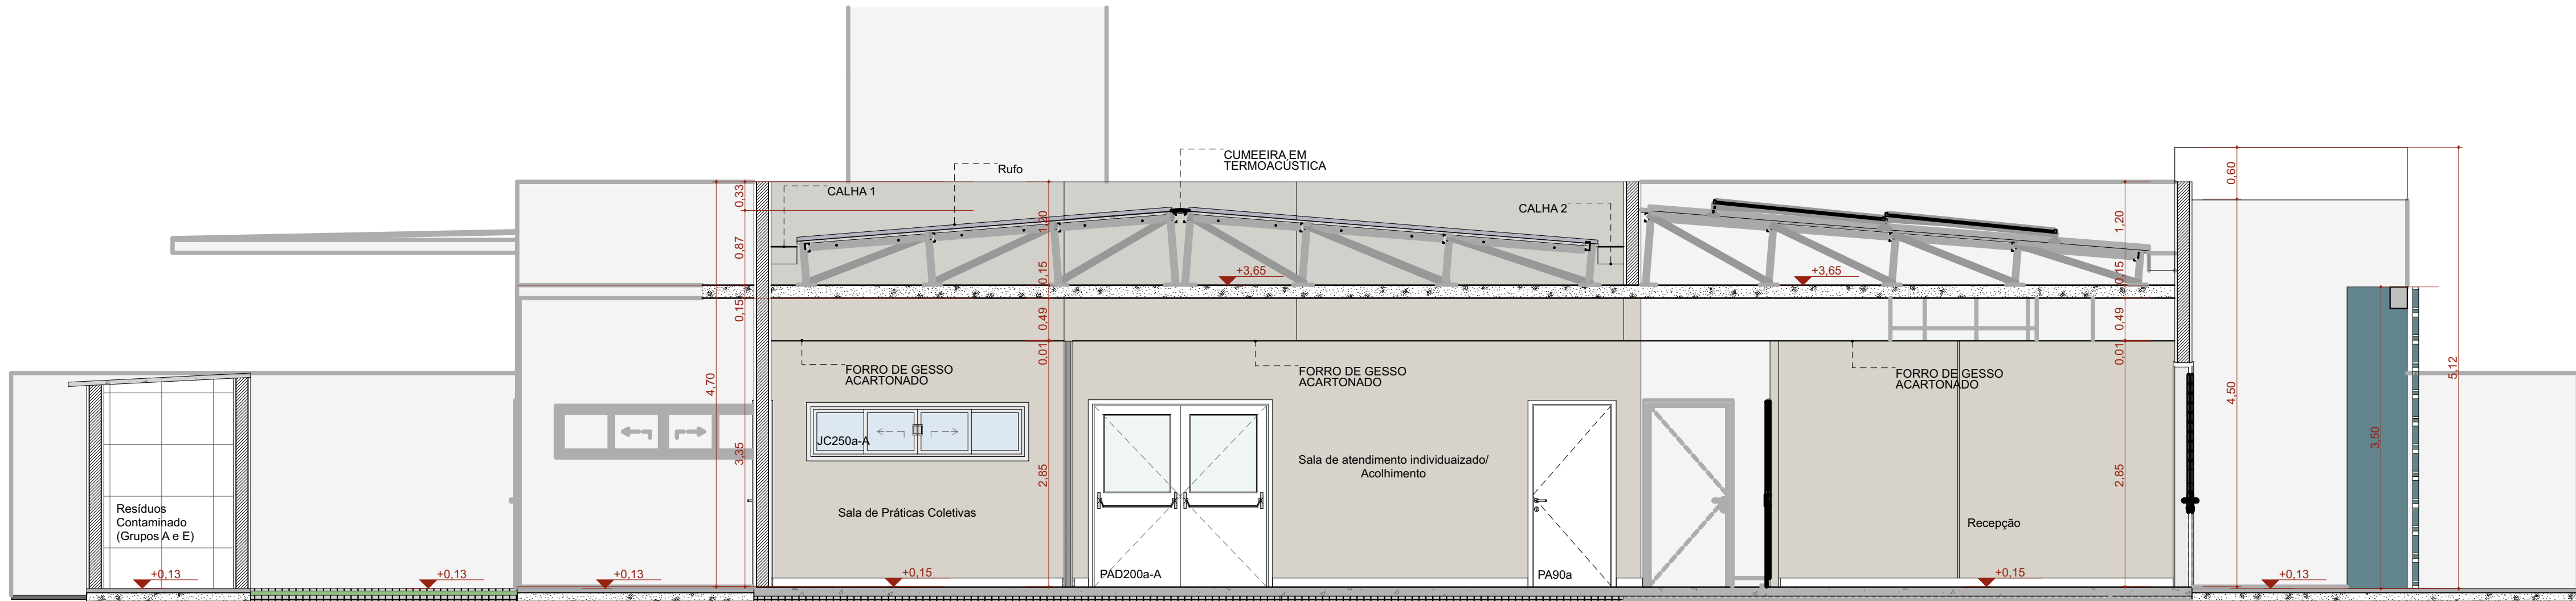 CUMEEIRA EM
TERMOACÚSTICA
Rufo
CALHA 1
CALHA 2
0,33
0,87
0,15
4,70
3,35
1,20
0,15
0,49
0,01
2,85
+3,65
+3,65
1,20
0,15
0,49
0,01
2,85
0,60
4,50
3,50
5,12
FORRO DE GESSO
ACARTONADO
FORRO DE GESSO
ACARTONADO
FORRO DE GESSO
ACARTONADO
JC250a-A
Sala de atendimento individuaizado/
Acolhimento
Resíduos
Contaminado
(Grupos A e E)
Sala de Práticas Coletivas
Recepção
PAD200a-A
PA90a
+0,13
+0,13
+0,13
+0,15
+0,15
+0,13